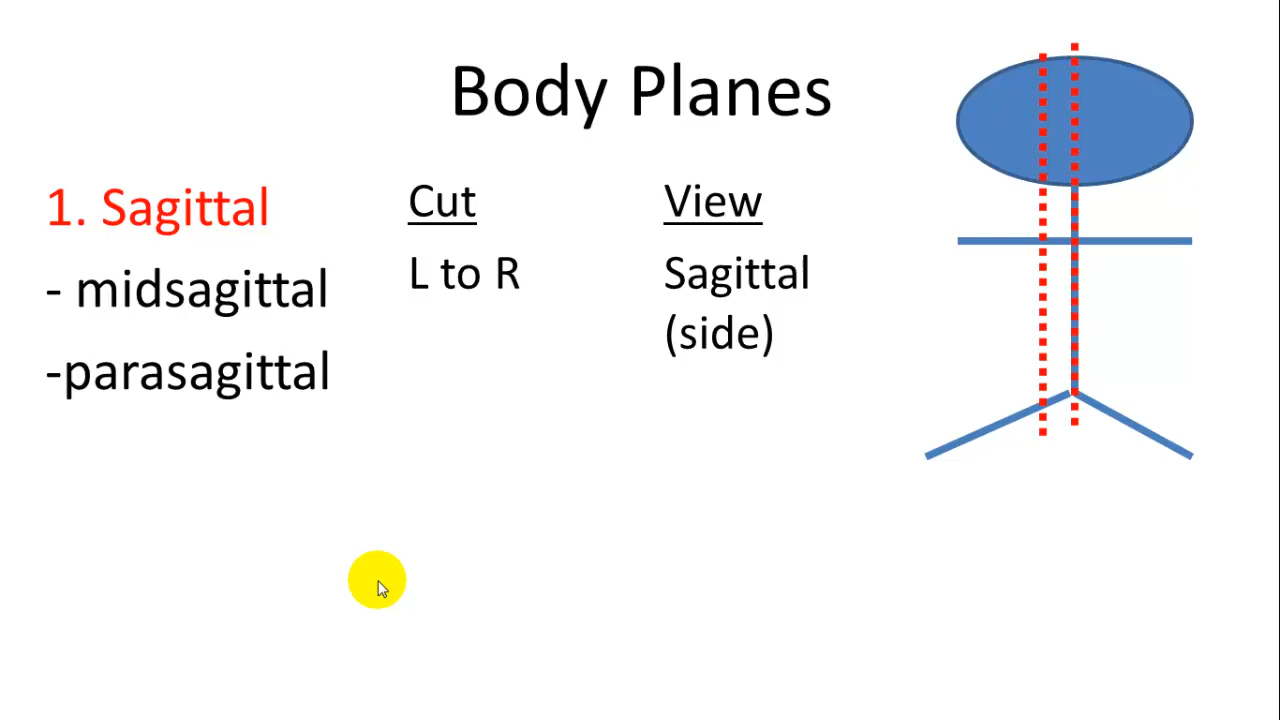 Body Planes
1. Sagittal
- midsagittal
-parasagittal
Cut
L to R
View
Sagittal
(side)